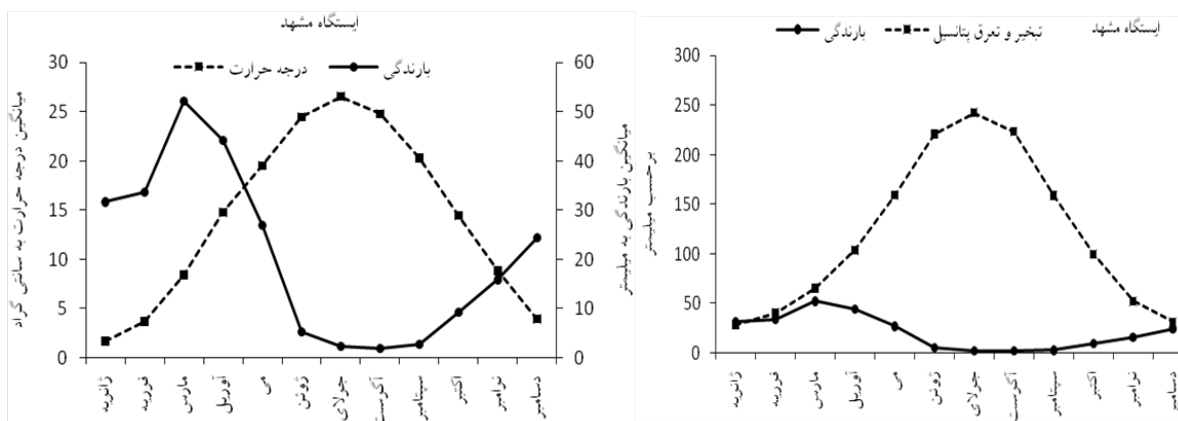 ایستگاه مشهد
درجه حرارت
بارندگی
میانگین درجه حرارت به سانتی گراد
30
25
20
15
10
5
0
میانگین بارندگی به میلیمتر
60
50
40
30
20
10
0
ژانویه
فوریه
مارس
آوریل
می
ژوئن
جولای
آگوست
سپتامبر
اکتبر
نوامبر
دسامبر
ایستگاه مشهد
بارندگی
تبخیر و تعرق پتانسیل
برحسب میلیمتر
300
250
200
150
100
50
0
ژانویه
فوریه
مارس
آوریل
می
ژوئن
جولای
آگوست
سپتامبر
اکتبر
نوامبر
دسامبر